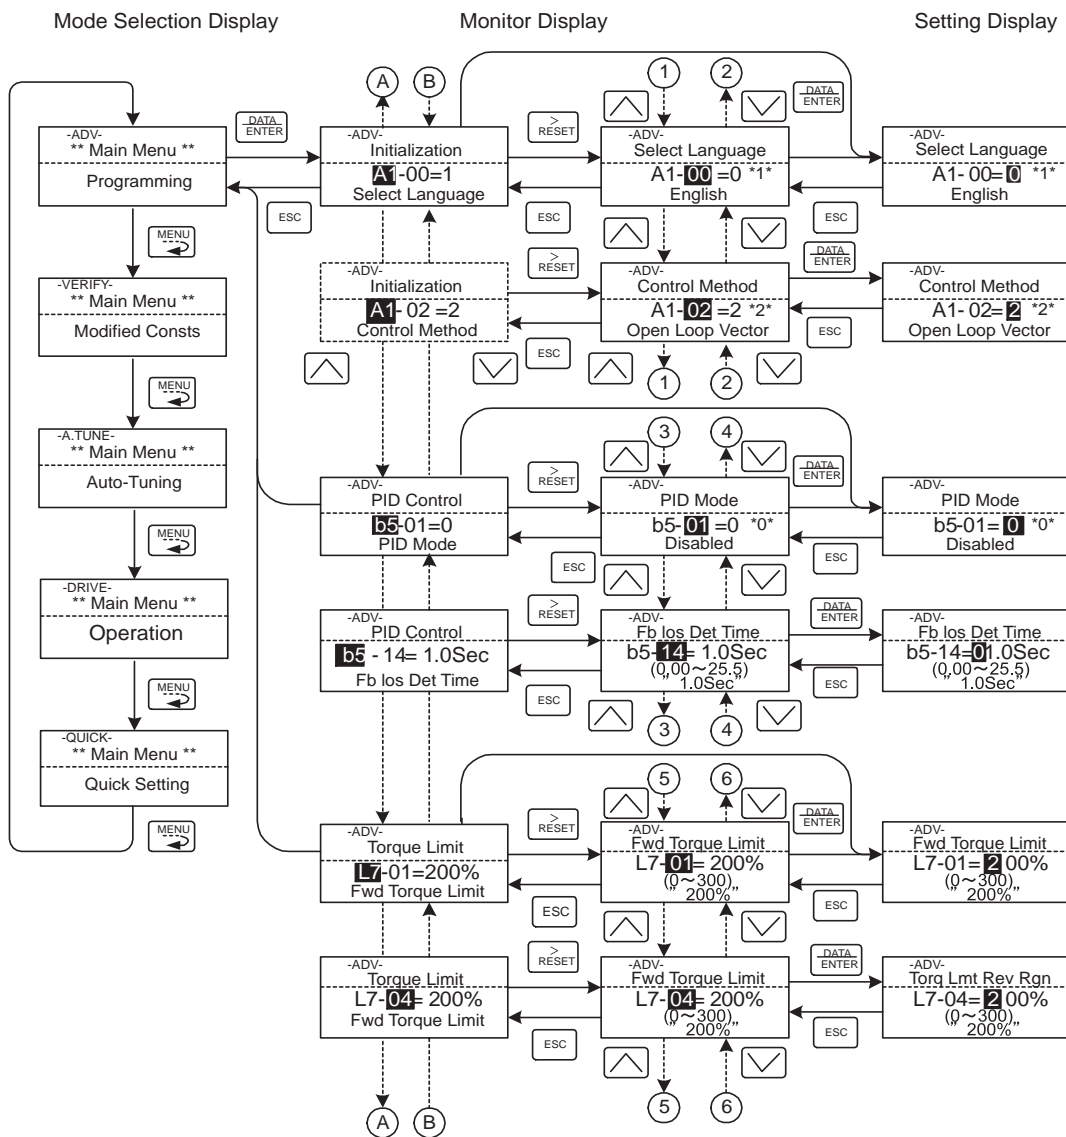 Mode Selection Display
Monitor Display
Setting Display
A
B
1
2
DATA
ENTER
-ADV-
** Main Menu **
Programming
DATA
ENTER
-ADV-
Initialization
A1-00=1
Select Language
>
RESET
-ADV-
Select Language
A1-00=0 *1*
English
-ADV-
Select Language
A1- 00= 0 *1*
English
ESC
ESC
ESC
MENU
-VERIFY-
** Main Menu **
Modified Consts
-ADV-
Initialization
A1- 02 =2
Control Method
>
RESET
-ADV-
Control Method
A1-02=2 *2*
Open Loop Vector
DATA
ENTER
-ADV-
Control Method
A1- 02=2 *2*
Open Loop Vector
ESC
ESC
1
2
MENU
-A.TUNE-
** Main Menu **
Auto-Tuning
3
4
DATA
ENTER
-ADV-
PID Control
b5-01=0
PID Mode
>
RESET
-ADV-
PID Mode
b5-01 =0 *0*
Disabled
-ADV-
PID Mode
b5-01= 0 *0*
Disabled
ESC
ESC
MENU
-DRIVE-
** Main Menu **
Operation
-ADV-
PID Control
b5 - 14= 1.0Sec
Fb los Det Time
>
RESET
-ADV-
Fb los Det Time
b5-14= 1.0Sec
(0.00~25.5)
" 1.0Sec"
DATA
ENTER
-ADV-
Fb los Det Time
b5-14=01.0Sec
(0.00~25.5)
" 1.0Sec"
ESC
ESC
3
4
MENU
-QUICK-
** Main Menu **
Quick Setting
MENU
5
6
DATA
ENTER
-ADV-
Torque Limit
L7-01=200%
Fwd Torque Limit
>
RESET
-ADV-
Fwd Torque Limit
L7-01= 200%
(0~300)
" 200%"
-ADV-
Fwd Torque Limit
L7-01= 2 00%
(0~300)
" 200%"
ESC
ESC
-ADV-
Torque Limit
L7-04= 200%
Fwd Torque Limit
>
RESET
-ADV-
Fwd Torque Limit
L7-04= 200%
(0~300)
" 200%"
DATA
ENTER
-ADV-
Torq Lmt Rev Rgn
L7-04= 2 00%
(0~300)
" 200%"
ESC
ESC
A
B
5
6